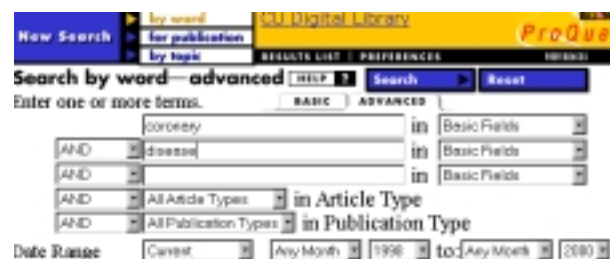 by word CU Digital Library
New Search for publication ProQue
by topic RESULTS LIST | PREFERENCES
Search by word—advanced HELP ? Search Reset
Enter one or more terms. BASIC ADVANCED
coronery in Basic Fields
AND disease in Basic Fields
AND in Basic Fields
AND All Article Types in Article Type
AND All Publication Types in Publication Type
Date Range Current Any Month 1998 to: Any Month 2000